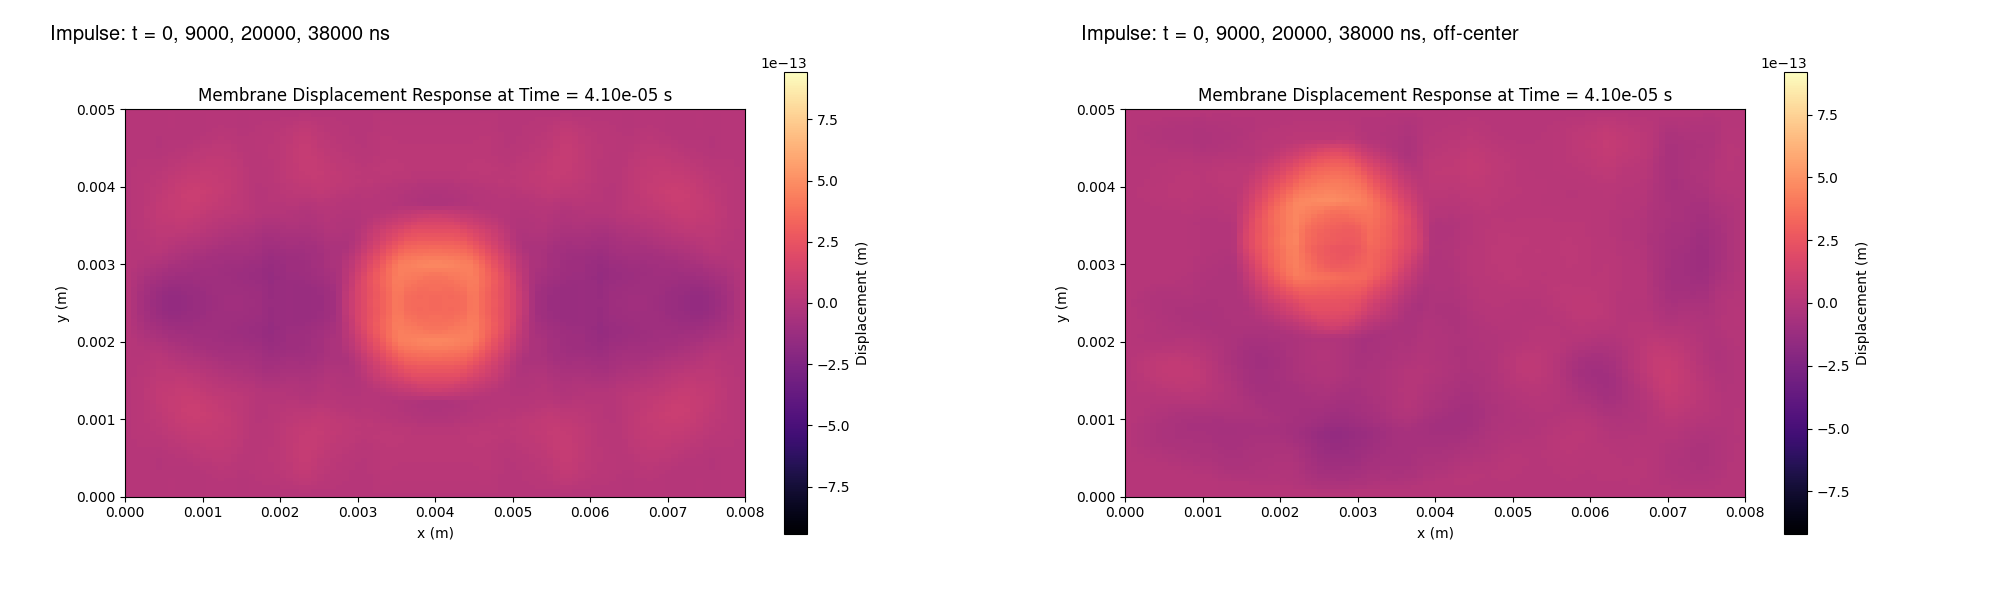 Impulse: t = 0, 9000, 20000, 38000 ns
Membrane Displacement Response at Time = 4.10e-05 s
1e−13
0.005
0.004
0.003
0.002
0.001
0.000
y (m)
0.000 0.001 0.002 0.003 0.004 0.005 0.006 0.007 0.008
x (m)
7.5
5.0
2.5
0.0
−2.5
−5.0
−7.5
Displacement (m)
Impulse: t = 0, 9000, 20000, 38000 ns, off-center
Membrane Displacement Response at Time = 4.10e-05 s
1e−13
0.005
0.004
0.003
0.002
0.001
0.000
y (m)
0.000 0.001 0.002 0.003 0.004 0.005 0.006 0.007 0.008
x (m)
7.5
5.0
2.5
0.0
−2.5
−5.0
−7.5
Displacement (m)